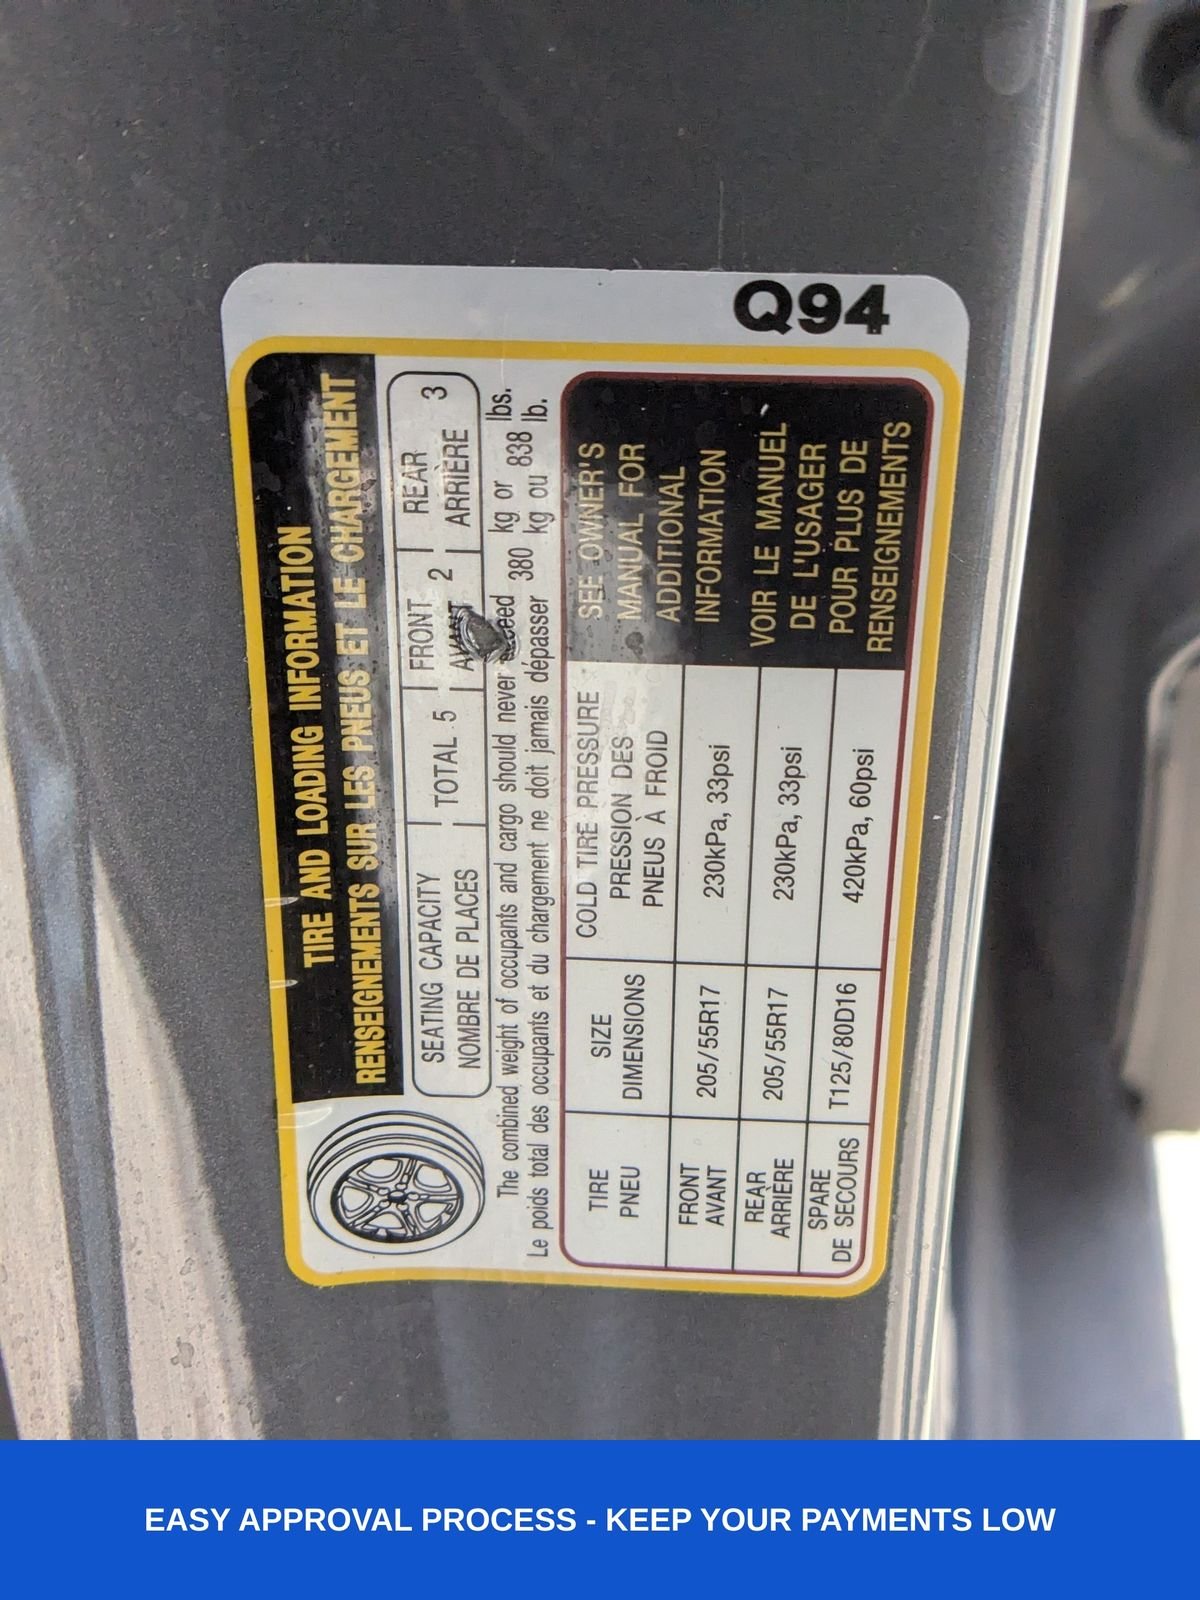 TIRE AND LOADING INFORMATION
RENSEIGNEMENTS SUR LES PNEUS ET LE CHARGEMENT
SEATING CAPACITY
NOMBRE DE PLACES
TOTAL 5
FRONT
AVANT
2
REAR
ARRIÈRE
3
The combined weight of occupants and cargo should never exceed 380 kg or 838 lbs.
Le poids total des occupants et du chargement ne doit jamais dépasser 380 kg ou 838 lb.
TIRE
PNEU
SIZE
DIMENSIONS
COLD TIRE PRESSURE
PRESSION DES
PNEUS À FROID
FRONT
AVANT
205/55R17
230kPa, 33psi
REAR
ARRIÈRE
205/55R17
230kPa, 33psi
SPARE
DE SECOURS
T125/80D16
420kPa, 60psi
SEE OWNER'S
MANUAL FOR
ADDITIONAL
INFORMATION
VOIR LE MANUEL
DE L'USAGER
POUR PLUS DE
RENSEIGNEMENTS
Q94
EASY APPROVAL PROCESS - KEEP YOUR PAYMENTS LOW